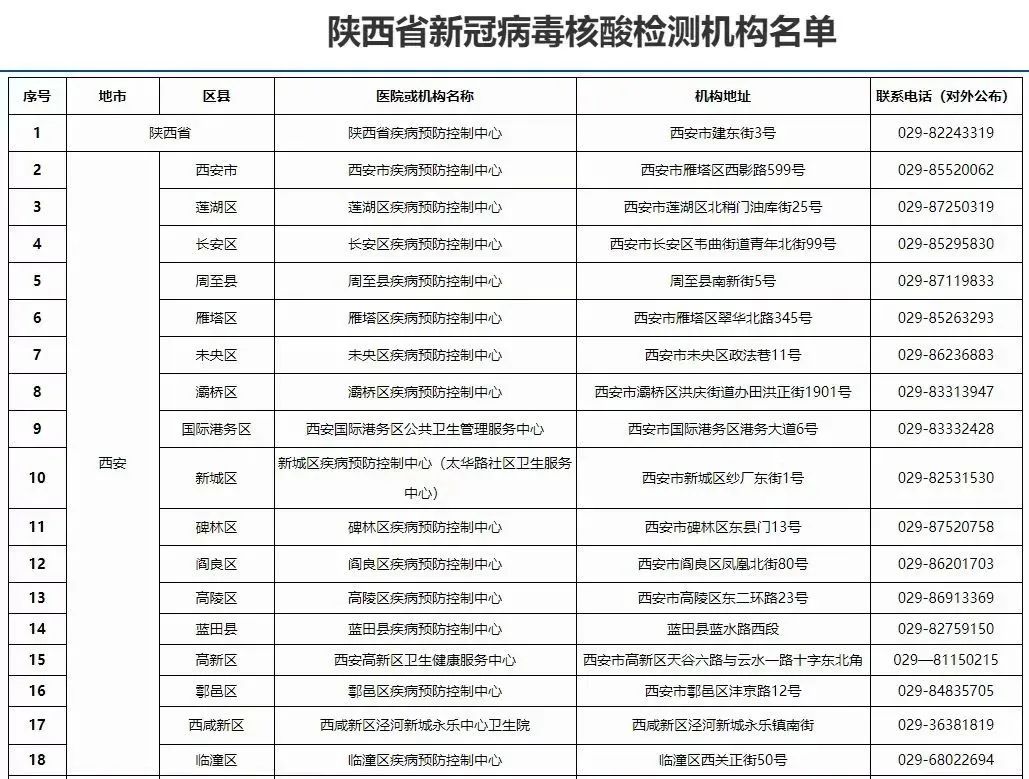 陕西省新冠病毒核酸检测机构名单
序号 地市 区县 医院或机构名称 机构地址 联系电话（对外公布）
1 陕西省 陕西省疾病预防控制中心 西安市建东街3号 029-82243319
2 西安市 西安市疾病预防控制中心 西安市雁塔区西影路599号 029-85520062
3 莲湖区 莲湖区疾病预防控制中心 西安市莲湖区北稍门油库街25号 029-87250319
4 长安区 长安区疾病预防控制中心 西安市长安区韦曲街道青年北街99号 029-85295830
5 周至县 周至县疾病预防控制中心 周至县南新街5号 029-87119833
6 雁塔区 雁塔区疾病预防控制中心 西安市雁塔区翠华北路345号 029-85263293
7 未央区 未央区疾病预防控制中心 西安市未央区政法巷11号 029-86236883
8 灞桥区 灞桥区疾病预防控制中心 西安市灞桥区洪庆街道办田洪正街1901号 029-83313947
9 国际港务区 西安国际港务区公共卫生管理服务中心 西安市国际港务区港务大道6号 029-83332428
西安
10 新城区 新城区疾病预防控制中心（太华路社区卫生服务
中心） 西安市新城区纱厂东街1号 029-82531530
11 碑林区 碑林区疾病预防控制中心 西安市碑林区东县门13号 029-87520758
12 阎良区 阎良区疾病预防控制中心 西安市阎良区凤凰北街80号 029-86201703
13 高陵区 高陵区疾病预防控制中心 西安市高陵区东二环路23号 029-86913369
14 蓝田县 蓝田县疾病预防控制中心 蓝田县蓝水路西段 029-82759150
15 高新区 西安高新区卫生健康服务中心 西安市高新区天谷六路与云水一路十字东北角 029—81150215
16 鄠邑区 鄠邑区疾病预防控制中心 西安市鄠邑区沣京路12号 029-84835705
17 西咸新区 西咸新区泾河新城永乐中心卫生院 西咸新区泾河新城永乐镇南街 029-36381819
18 临潼区 临潼区疾病预防控制中心 临潼区西关正街50号 029-68022694